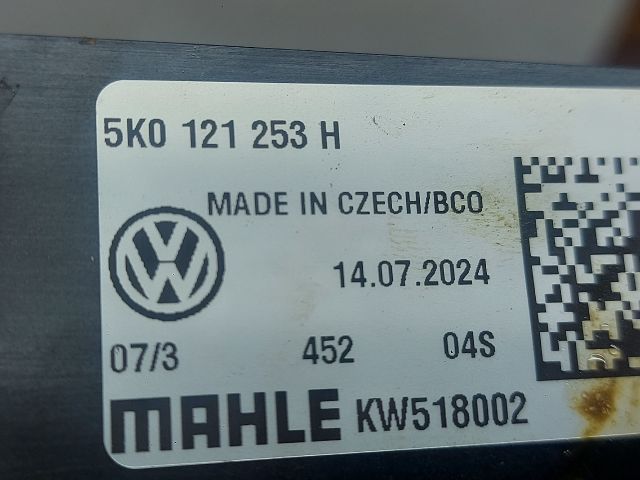 5K0 121 253 H
MADE IN CZECH/BCO
14.07.2024
07/3 452 04S
MAHLE KW518002